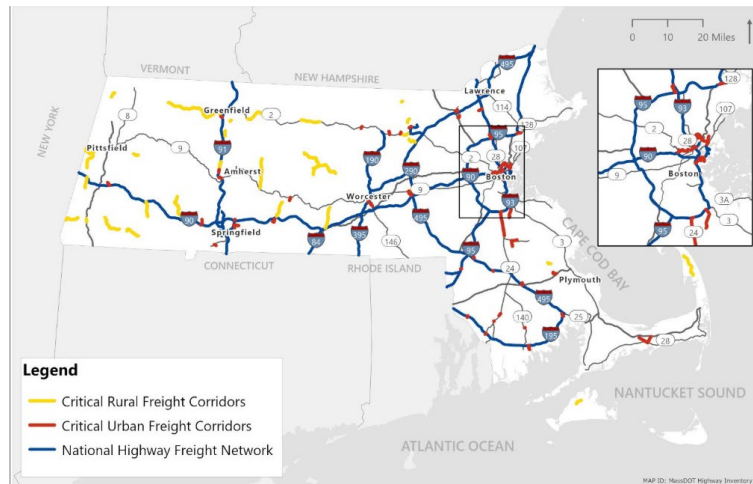 0 10 20 Miles
VERMONT
NEW HAMPSHIRE
NEW YORK
495
Lawrence
114
128
95
107
2
28
90
Boston
9
93
Greenfield
2
8
91
Pittsfield
9
Amherst
190
290
Worcester
9
495
90
Springfield
84
395
146
CONNECTICUT
RHODE ISLAND
95
3
CAPE COD BAY
24
Plymouth
495
140
25
195
28
128
95
93
107
2
28
90
Boston
9
3A
3
24
95
Legend
Critical Rural Freight Corridors
Critical Urban Freight Corridors
National Highway Freight Network
NANTUCKET SOUND
ATLANTIC OCEAN
MAP ID: MassDOT Highway Inventory